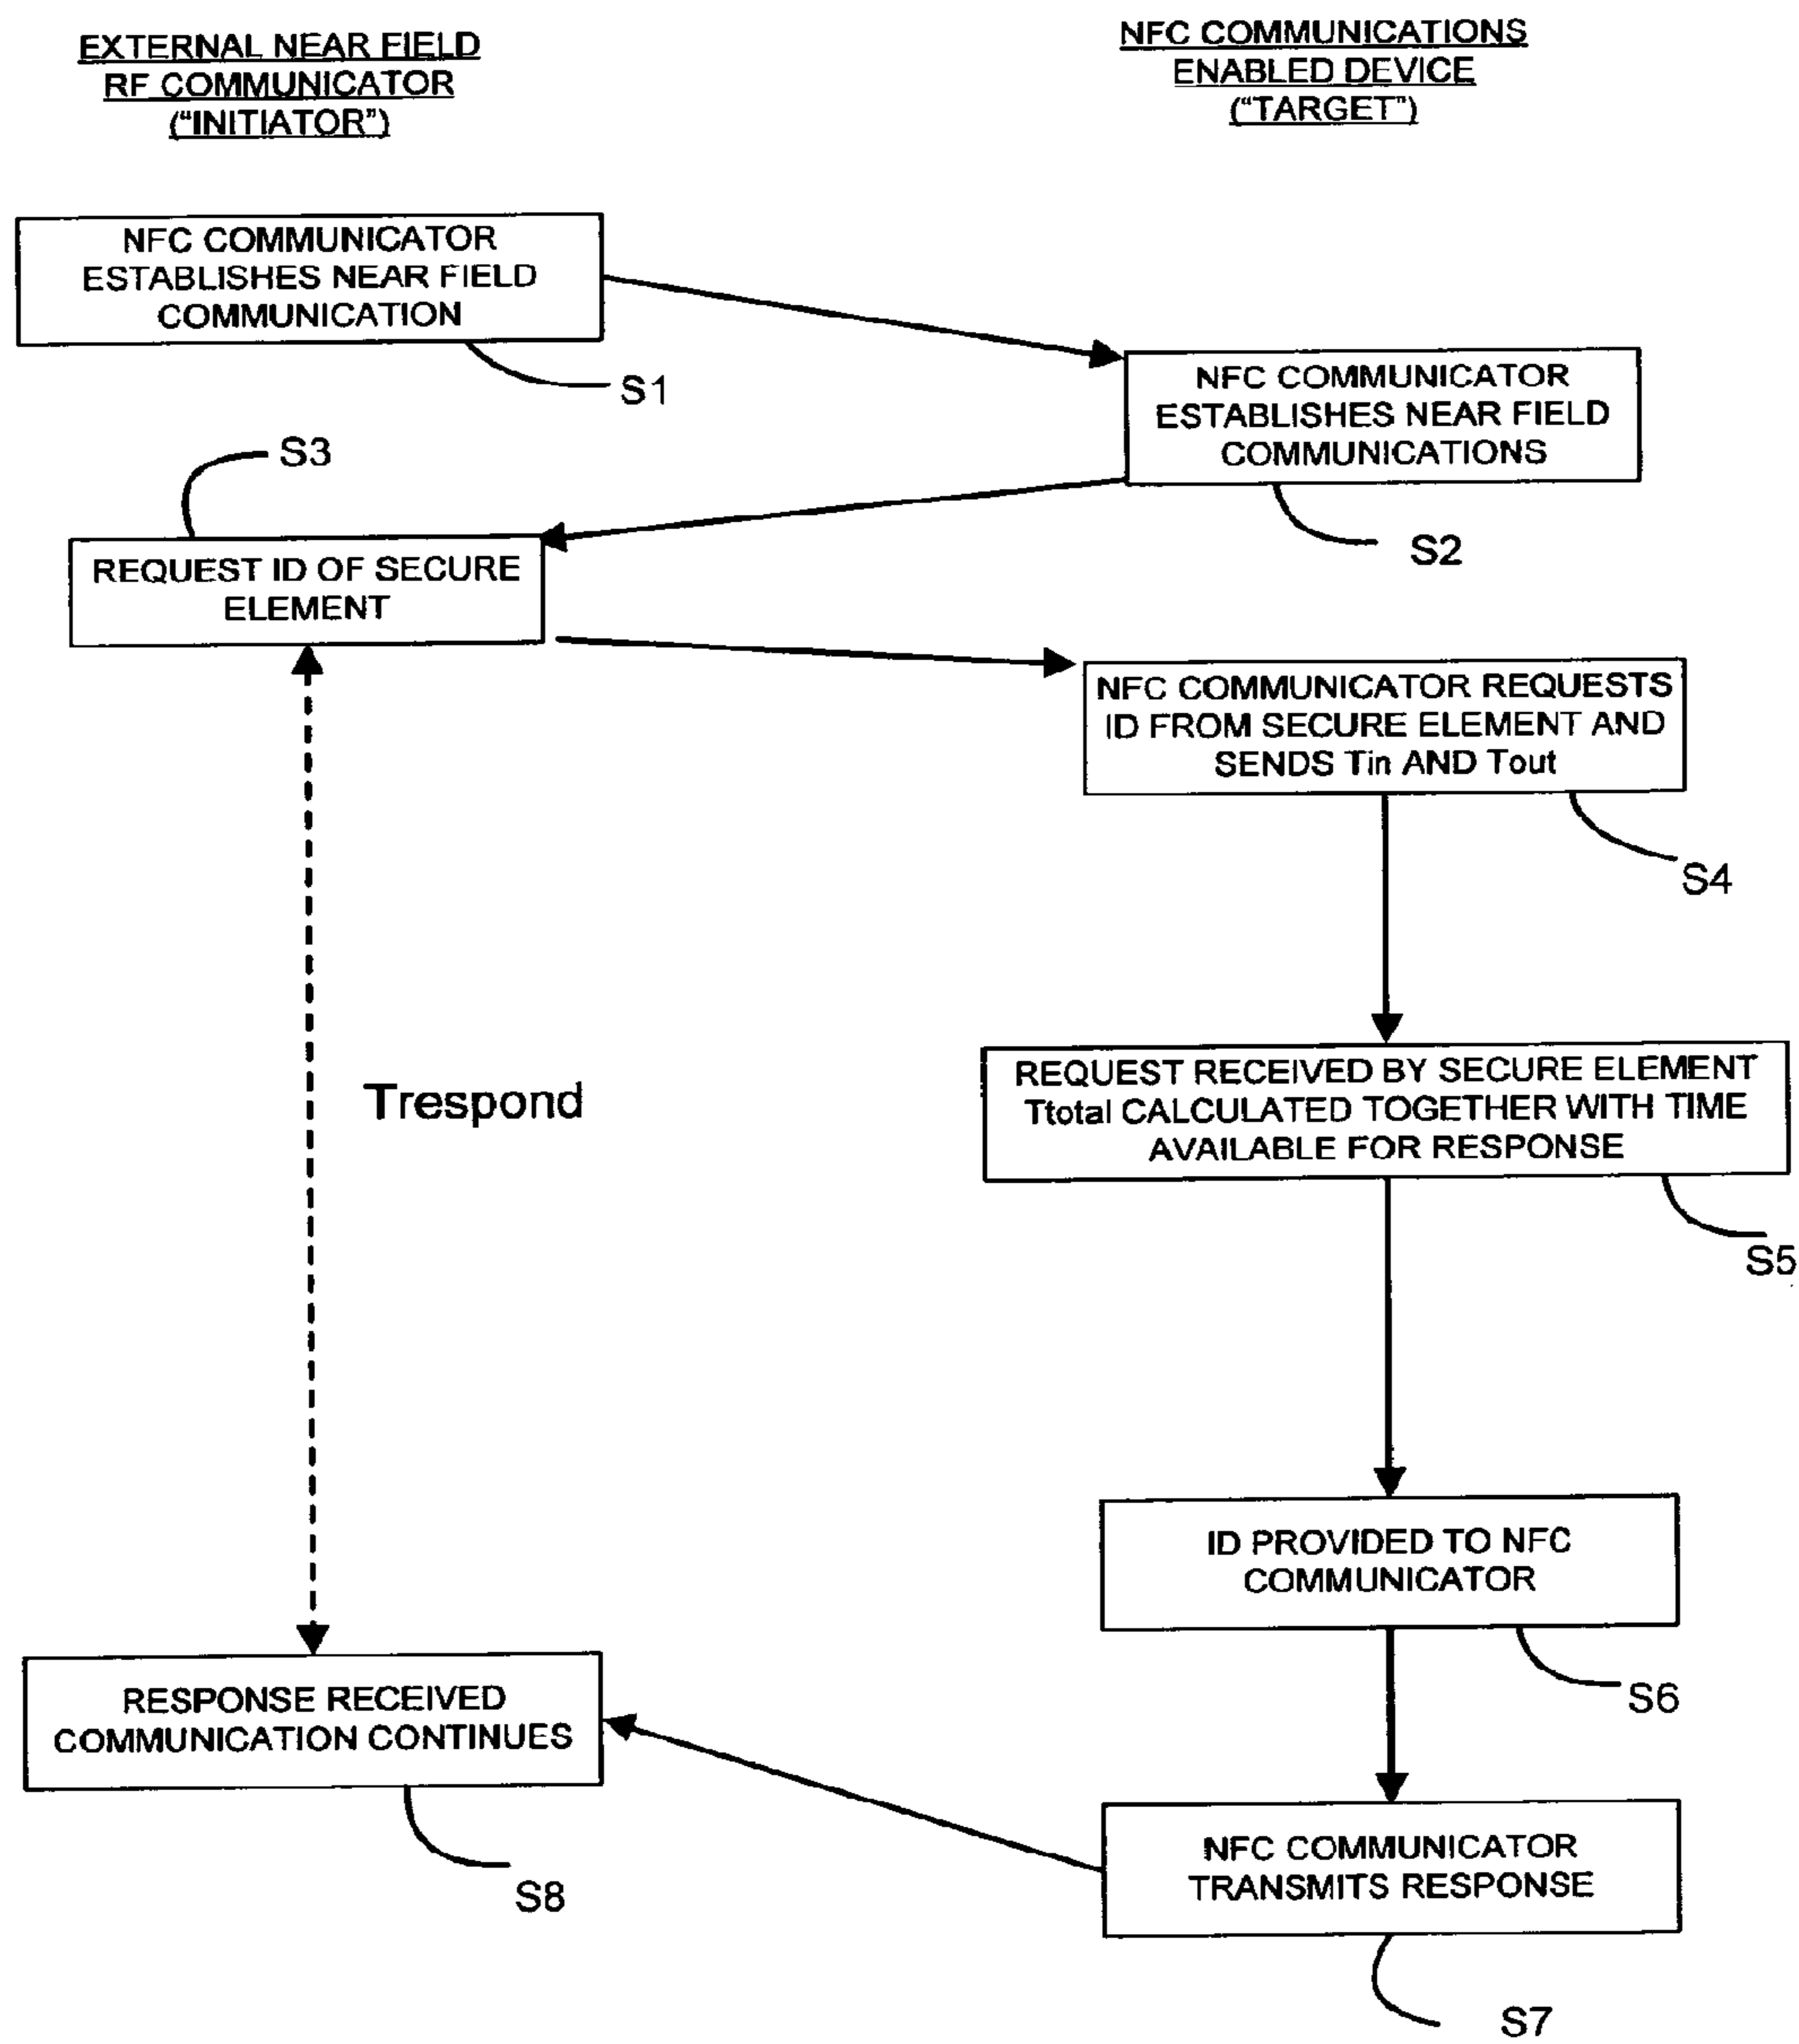 EXTERNAL NEAR FIELD
RF COMMUNICATOR
("INITIATOR")
NFC COMMUNICATIONS
ENABLED DEVICE
("TARGET")
NFC COMMUNICATOR
ESTABLISHES NEAR FIELD
COMMUNICATION
S1
NFC COMMUNICATOR
ESTABLISHES NEAR FIELD
COMMUNICATIONS
S2
S3
REQUEST ID OF SECURE
ELEMENT
NFC COMMUNICATOR REQUESTS
ID FROM SECURE ELEMENT AND
SENDS Tin AND Tout
S4
Trespond
REQUEST RECEIVED BY SECURE ELEMENT
Ttotal CALCULATED TOGETHER WITH TIME
AVAILABLE FOR RESPONSE
S5
ID PROVIDED TO NFC
COMMUNICATOR
S6
RESPONSE RECEIVED
COMMUNICATION CONTINUES
S8
NFC COMMUNICATOR
TRANSMITS RESPONSE
S7